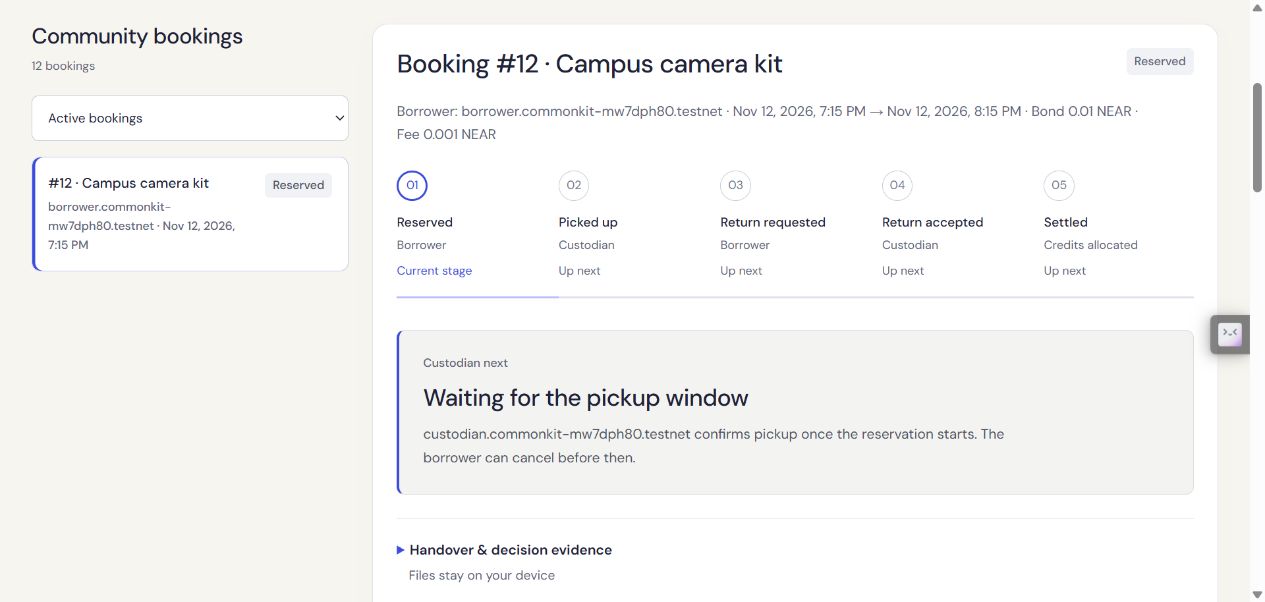 Community bookings
12 bookings
Active bookings
#12 · Campus camera kit
Reserved
borrower.commonkit-
mw7dph80.testnet · Nov 12, 2026,
7:15 PM
Booking #12 · Campus camera kit
Reserved
Borrower: borrower.commonkit-mw7dph80.testnet · Nov 12, 2026, 7:15 PM → Nov 12, 2026, 8:15 PM · Bond 0.01 NEAR ·
Fee 0.001 NEAR
01
02
03
04
05
Reserved
Picked up
Return requested
Return accepted
Settled
Borrower
Custodian
Borrower
Custodian
Credits allocated
Current stage
Up next
Up next
Up next
Up next
Custodian next
Waiting for the pickup window
custodian.commonkit-mw7dph80.testnet confirms pickup once the reservation starts. The
borrower can cancel before then.
Handover & decision evidence
Files stay on your device